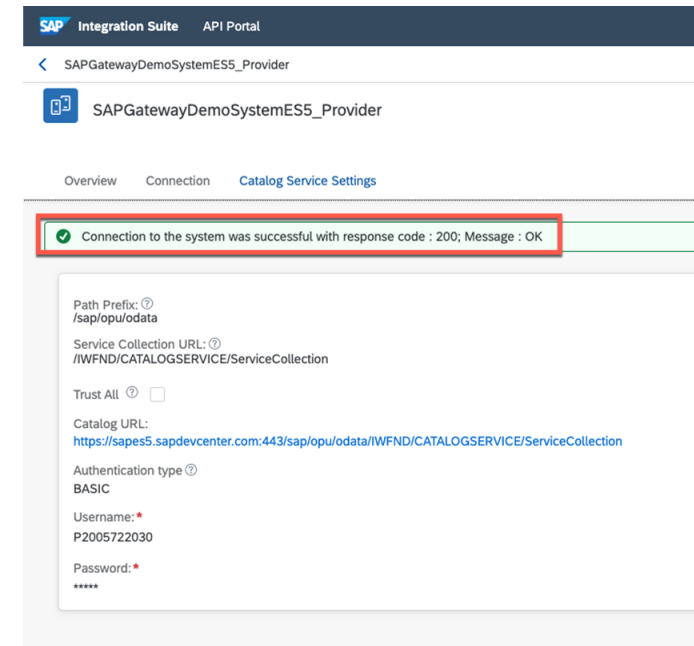 SAP Integration Suite API Portal
SAPGatewayDemoSystemES5_Provider
SAPGatewayDemoSystemES5_Provider
Overview Connection Catalog Service Settings
Connection to the system was successful with response code : 200; Message : OK
Path Prefix:
/sap/opu/odata
Service Collection URL:
/IWFND/CATALOGSERVICE/ServiceCollection
Trust All
Catalog URL:
https://sapes5.sapdevcenter.com:443/sap/opu/odata/IWFND/CATALOGSERVICE/ServiceCollection
Authentication type
BASIC
Username:*
P2005722030
Password:*
*****